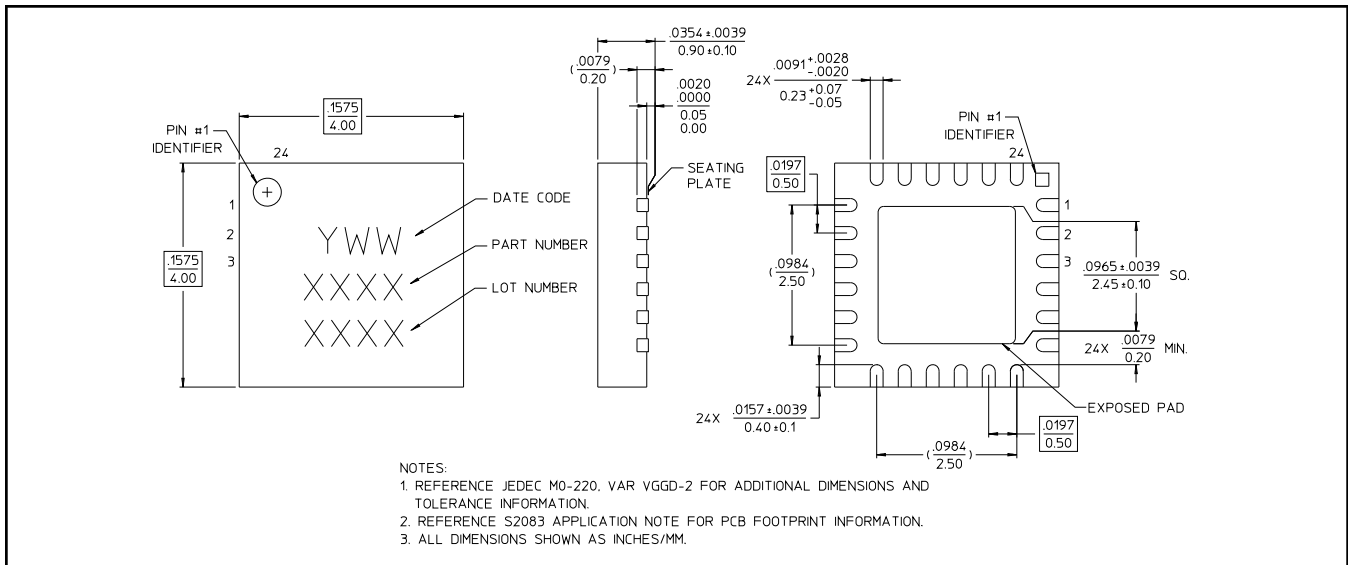 .0354 ±.0039
0.90 ±0.10
(.0079
0.20)
.0020
.0000
0.05
0.00
.0091 +.0028
-.0020
24X
0.23 +0.07
-0.05
.1575
4.00
PIN #1
IDENTIFIER
24
PIN #1
IDENTIFIER
24
SEATING
PLATE
.0197
0.50
DATE CODE
YWW
PART NUMBER
XXXX
LOT NUMBER
XXXX
1
2
3
.1575
4.00
1
2
3
(.0984
2.50)
.0965±.0039
2.45±0.10
SQ.
24X .0079
0.20
MIN.
24X .0157±.0039
0.40±0.1
EXPOSED PAD
.0197
0.50
(.0984
2.50)
NOTES:
1. REFERENCE JEDEC MO-220, VAR VGGD-2 FOR ADDITIONAL DIMENSIONS AND
TOLERANCE INFORMATION.
2. REFERENCE S2083 APPLICATION NOTE FOR PCB FOOTPRINT INFORMATION.
3. ALL DIMENSIONS SHOWN AS INCHES/MM.